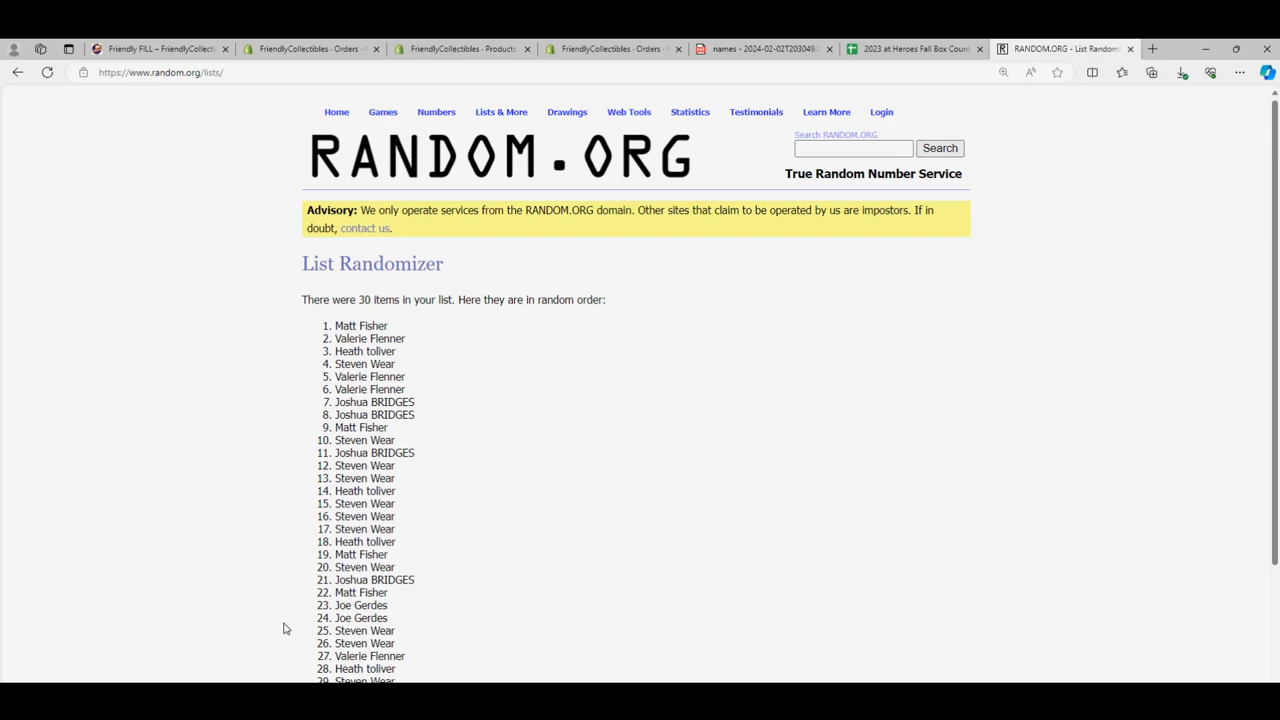 Friendly FILL – FriendlyCollecti
FriendlyCollectibles · Orders ·
FriendlyCollectibles · Products
FriendlyCollectibles · Orders ·
names - 2024-02-02T203049.
2023 at Heroes Fall Box Count
RANDOM.ORG - List Randomi
https://www.random.org/lists/
Home Games Numbers Lists & More Drawings Web Tools Statistics Testimonials Learn More Login
Search RANDOM.ORG
RANDOM.ORG
Search
True Random Number Service
Advisory: We only operate services from the RANDOM.ORG domain. Other sites that claim to be operated by us are impostors. If in
doubt, contact us.
List Randomizer
There were 30 items in your list. Here they are in random order:
1. Matt Fisher
2. Valerie Flenner
3. Heath toliver
4. Steven Wear
5. Valerie Flenner
6. Valerie Flenner
7. Joshua BRIDGES
8. Joshua BRIDGES
9. Matt Fisher
10. Steven Wear
11. Joshua BRIDGES
12. Steven Wear
13. Steven Wear
14. Heath toliver
15. Steven Wear
16. Steven Wear
17. Steven Wear
18. Heath toliver
19. Matt Fisher
20. Steven Wear
21. Joshua BRIDGES
22. Matt Fisher
23. Joe Gerdes
24. Joe Gerdes
25. Steven Wear
26. Steven Wear
27. Valerie Flenner
28. Heath toliver
29. Steven Wear